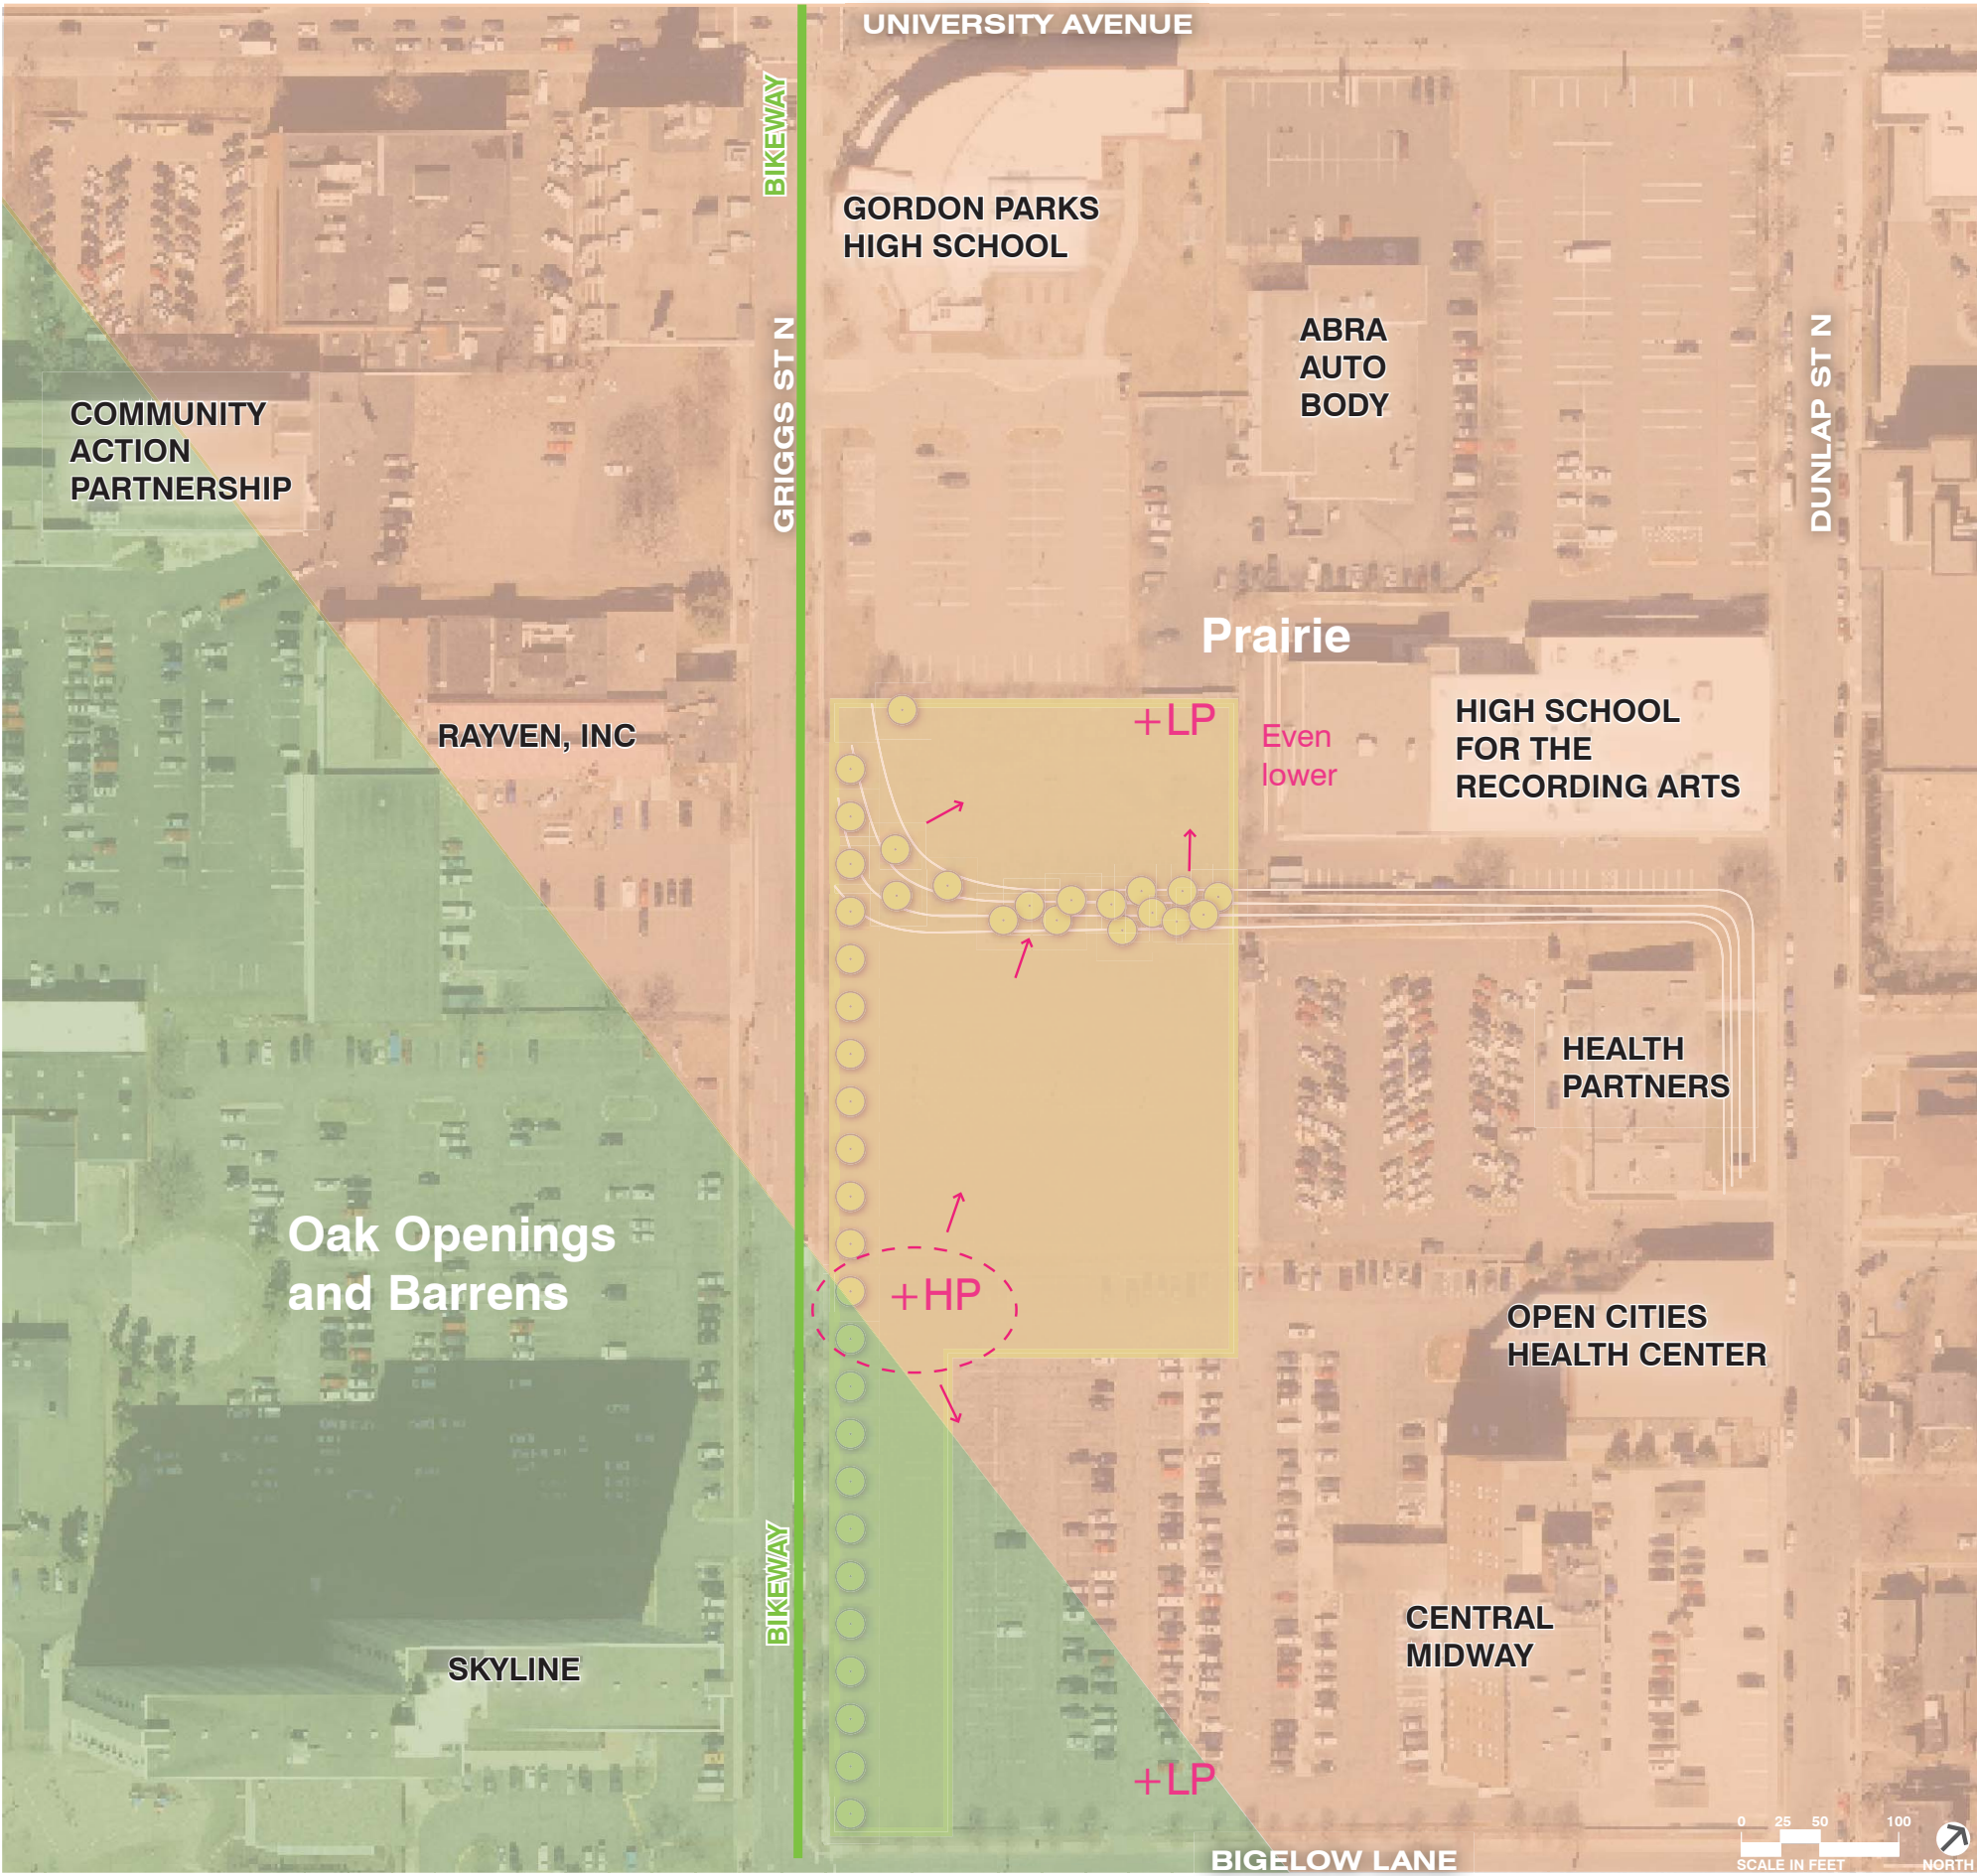 UNIVERSITY AVENUE
BIKEWAY
GORDON PARKS
HIGH SCHOOL
ABRA
AUTO
BODY
GRIGGS ST N
DUNLAP ST N
COMMUNITY
ACTION
PARTNERSHIP
Prairie
RAYVEN, INC
+LP
Even
lower
HIGH SCHOOL
FOR THE
RECORDING ARTS
HEALTH
PARTNERS
Oak Openings
and Barrens
+HP
OPEN CITIES
HEALTH CENTER
BIKEWAY
CENTRAL
MIDWAY
SKYLINE
+LP
0 25 50 100
SCALE IN FEET
NORTH
BIGELOW LANE